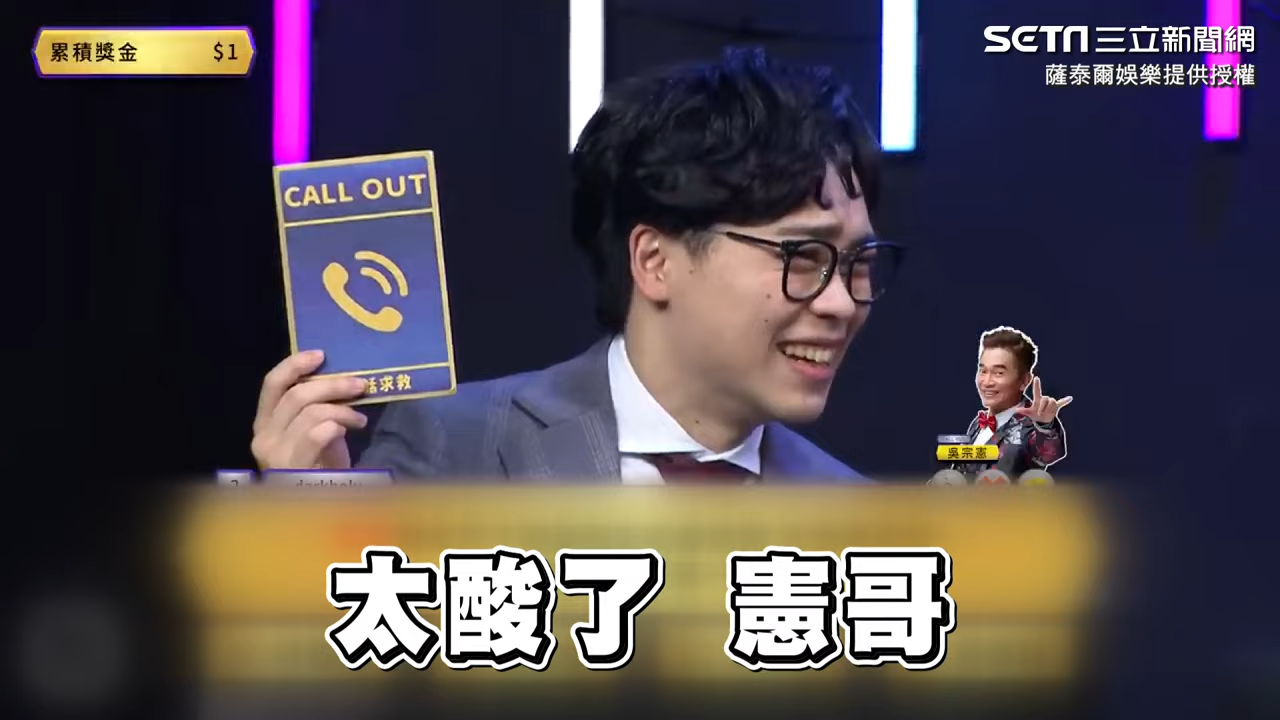 累積獎金 $1
SETN三立新聞網
薩泰爾娛樂提供授權
CALL OUT
話求救
吳宗憲
太酸了 憲哥